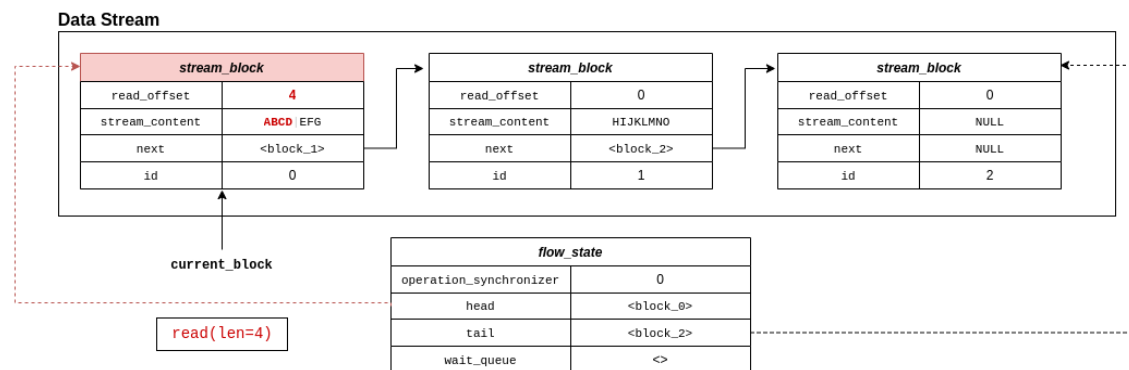 Data Stream
stream_block
read_offset 4
stream_content ABCD|EFG
next <block_1>
id 0
stream_block
read_offset 0
stream_content HIJKLMNO
next <block_2>
id 1
stream_block
read_offset 0
stream_content NULL
next NULL
id 2
current_block
read(len=4)
flow_state
operation_synchronizer 0
head <block_0>
tail <block_2>
wait_queue <>